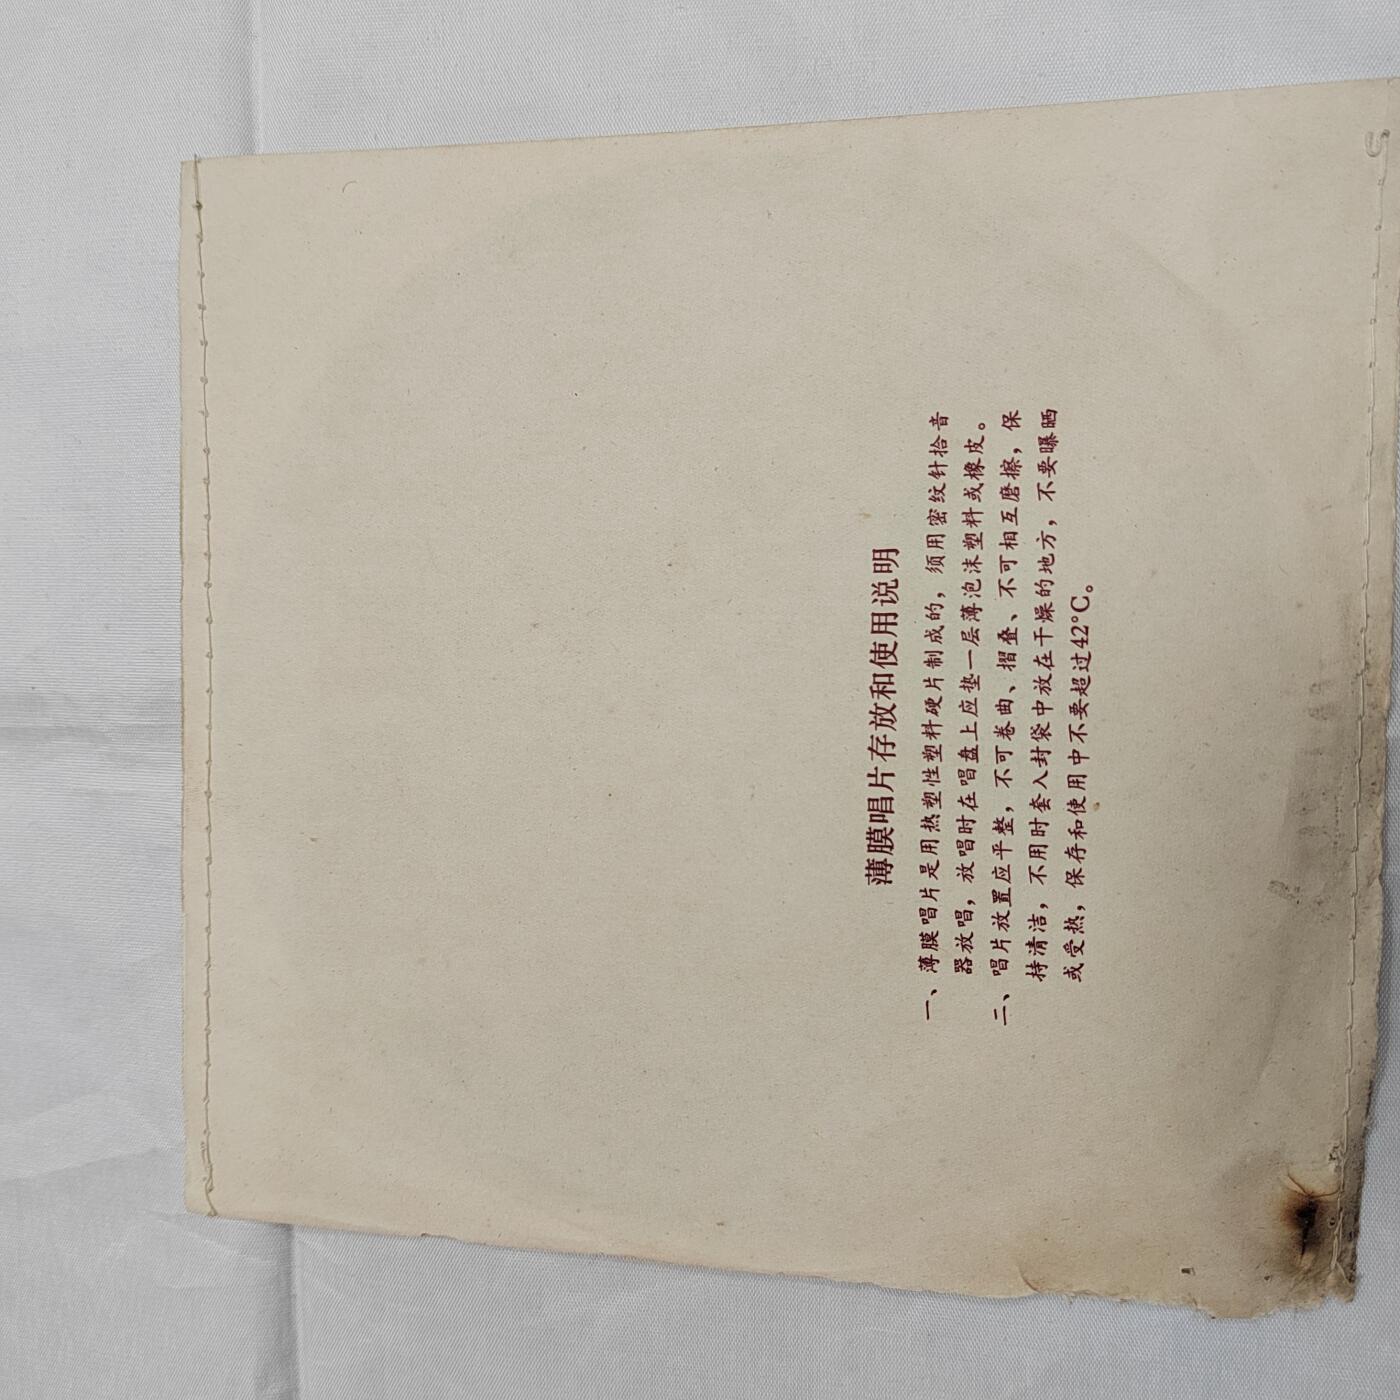 薄膜唱片存放和使用说明
一、薄膜唱片是用热塑性塑料硬片制成的，须用密纹针拾音
器放唱，放唱时在唱盘上应垫一层薄泡沫塑料或橡皮。
二、唱片放置应平整，不可卷曲、摺叠、不可相互磨擦，保
持清洁，不用时套入封袋中放在干燥的地方，不要曝晒
或受热，保存和使用中不要超过42°C。